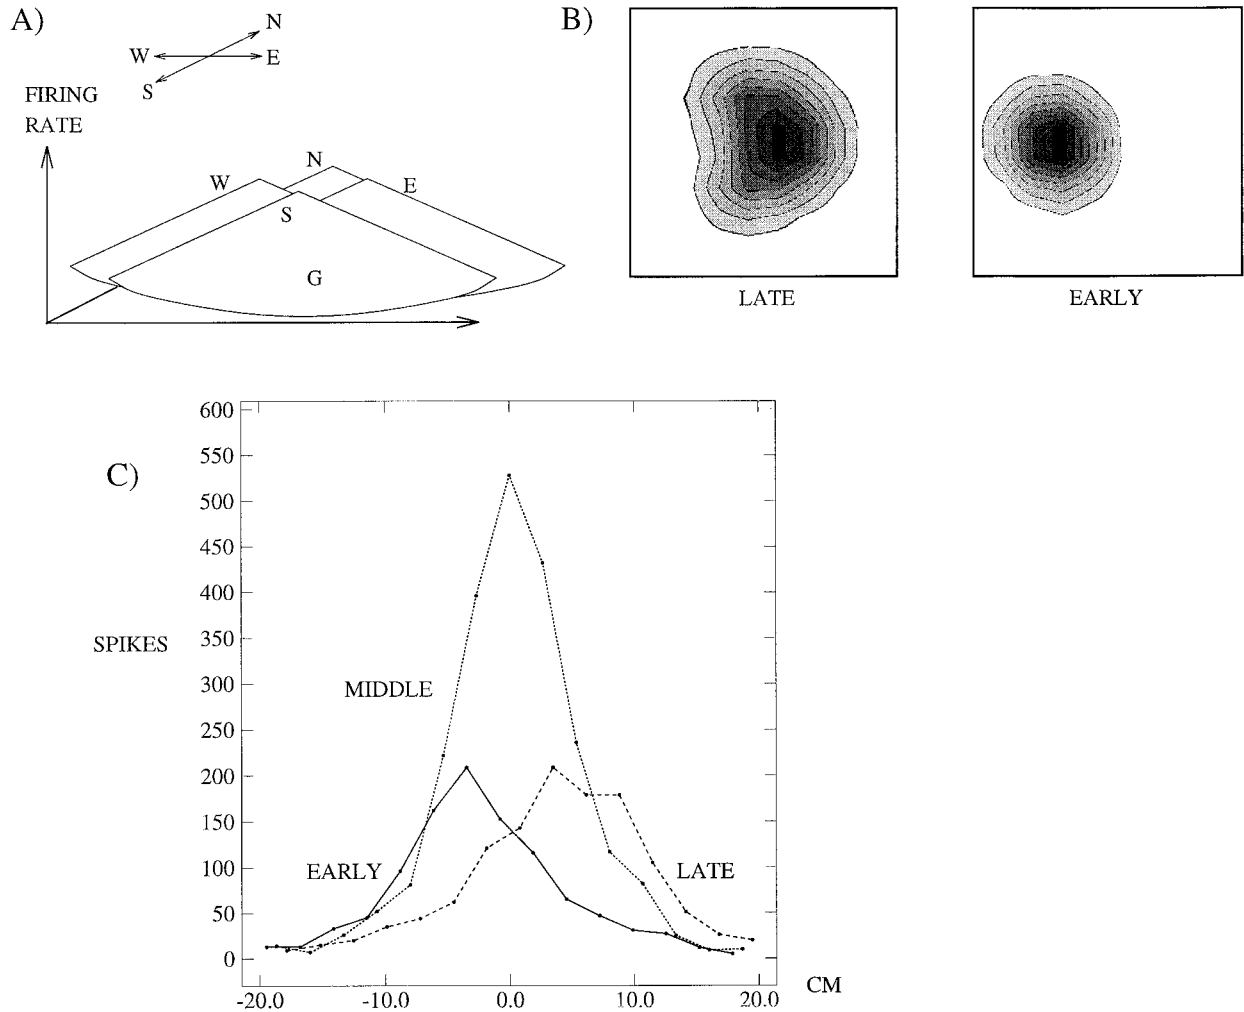 A)
N
W
E
S
FIRING
RATE
N
W
E
S
G
B)
LATE
EARLY
C)
600
550
500
450
400
350
300
250
200
150
100
50
0
SPIKES
MIDDLE
EARLY
LATE
-20.0
-10.0
0.0
10.0
20.0
CM